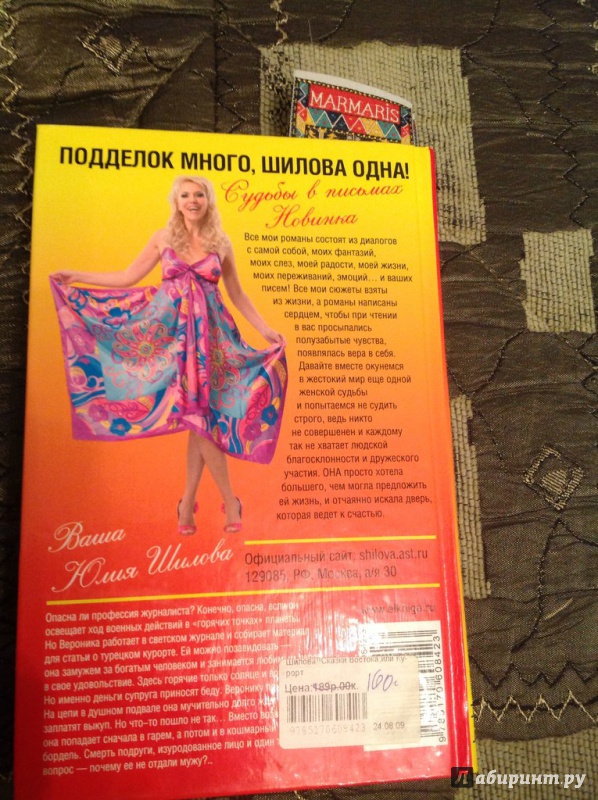 MARMARIS
ПОДДЕЛОК МНОГО, ШИЛОВА ОДНА!
Судьбы в письмах
Новинка
Все мои романы состоят из диалогов
с самой собой, моих фантазий,
моих слез, моей радости, моей жизни,
моих переживаний, эмоций... и ваших
писем! Все мои сюжеты взяты
из жизни, а романы написаны
сердцем, чтобы при чтении
в вас просыпались
полузабытые чувства,
появлялась вера в себя.
Давайте вместе окунемся
в жестокий мир еще одной
женской судьбы
и попытаемся не судить
строго, ведь никто
не совершенен и каждому
так не хватает людской
благосклонности и дружеского
участия. ОНА просто хотела
большего, чем могла предложить
ей жизнь, и отчаянно искала дверь,
которая ведет к счастью.
Ваша
Юлия Шилова
Официальный сайт: shilova.ast.ru
129085, РФ, Москва, а/я 30
Опасна ли профессия журналиста? Конечно, опасна, если он
освещает ход военных действий в "горячих точках" планеты.
Но Вероника работает в светском журнале и собирает материал
для статьи о турецком курорте. Ей можно позавидовать
она замужем за богатым человеком и занимается
в свое удовольствие. Здесь горячие только солнце и
Но именно деньги супруга приносят беду. Веронику
На цепи в душном подвале она мучительно долго
заплатят выкуп. Но что-то пошло не так... Вместо
она попадает сначала в гарем, а потом и в кошмарный
бордель. Смерть подруги, изуродованное лицо и один
вопрос — почему ее не отдали мужу?..
Шилова Сказки Востока, или Ку
рорт
Цена: 189р.00к. 160
9785170608423
24.08.09
9785170608423
Лабиринт.ру